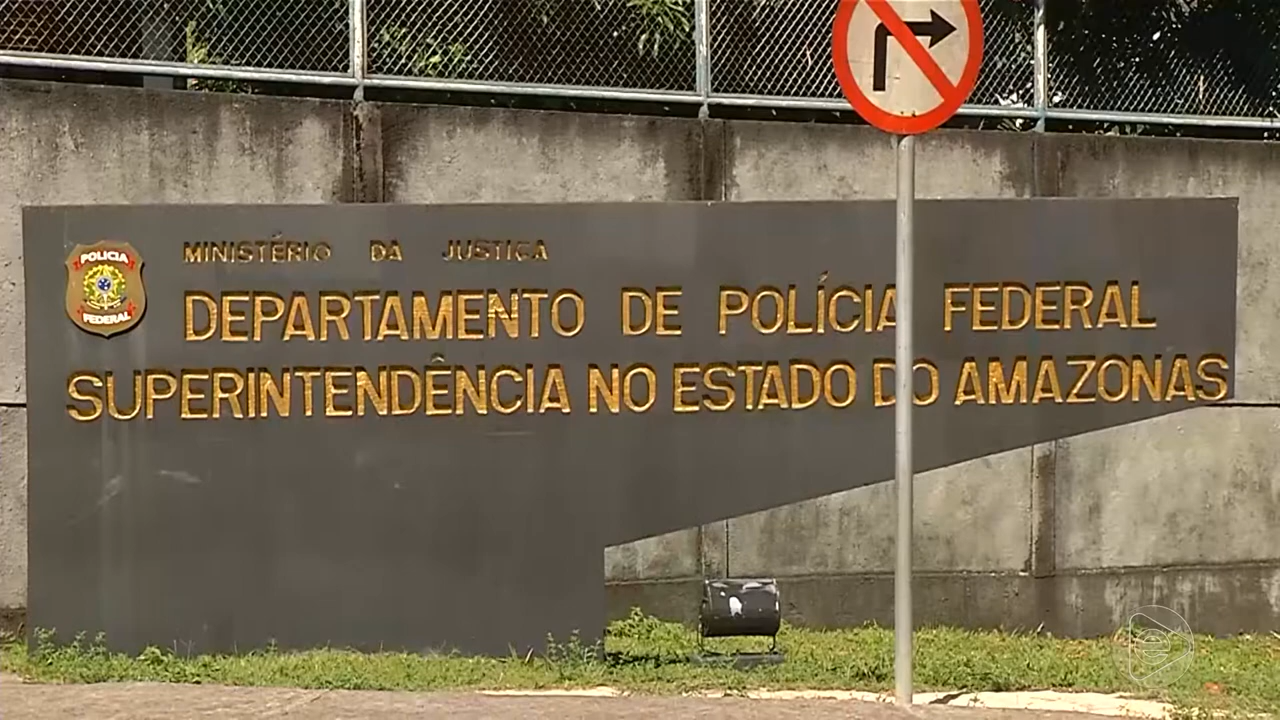 POLICIA
FEDERAL
MINISTÉRIO DA JUSTIÇA
DEPARTAMENTO DE POLÍCIA FEDERAL
SUPERINTENDÊNCIA NO ESTADO DO AMAZONAS